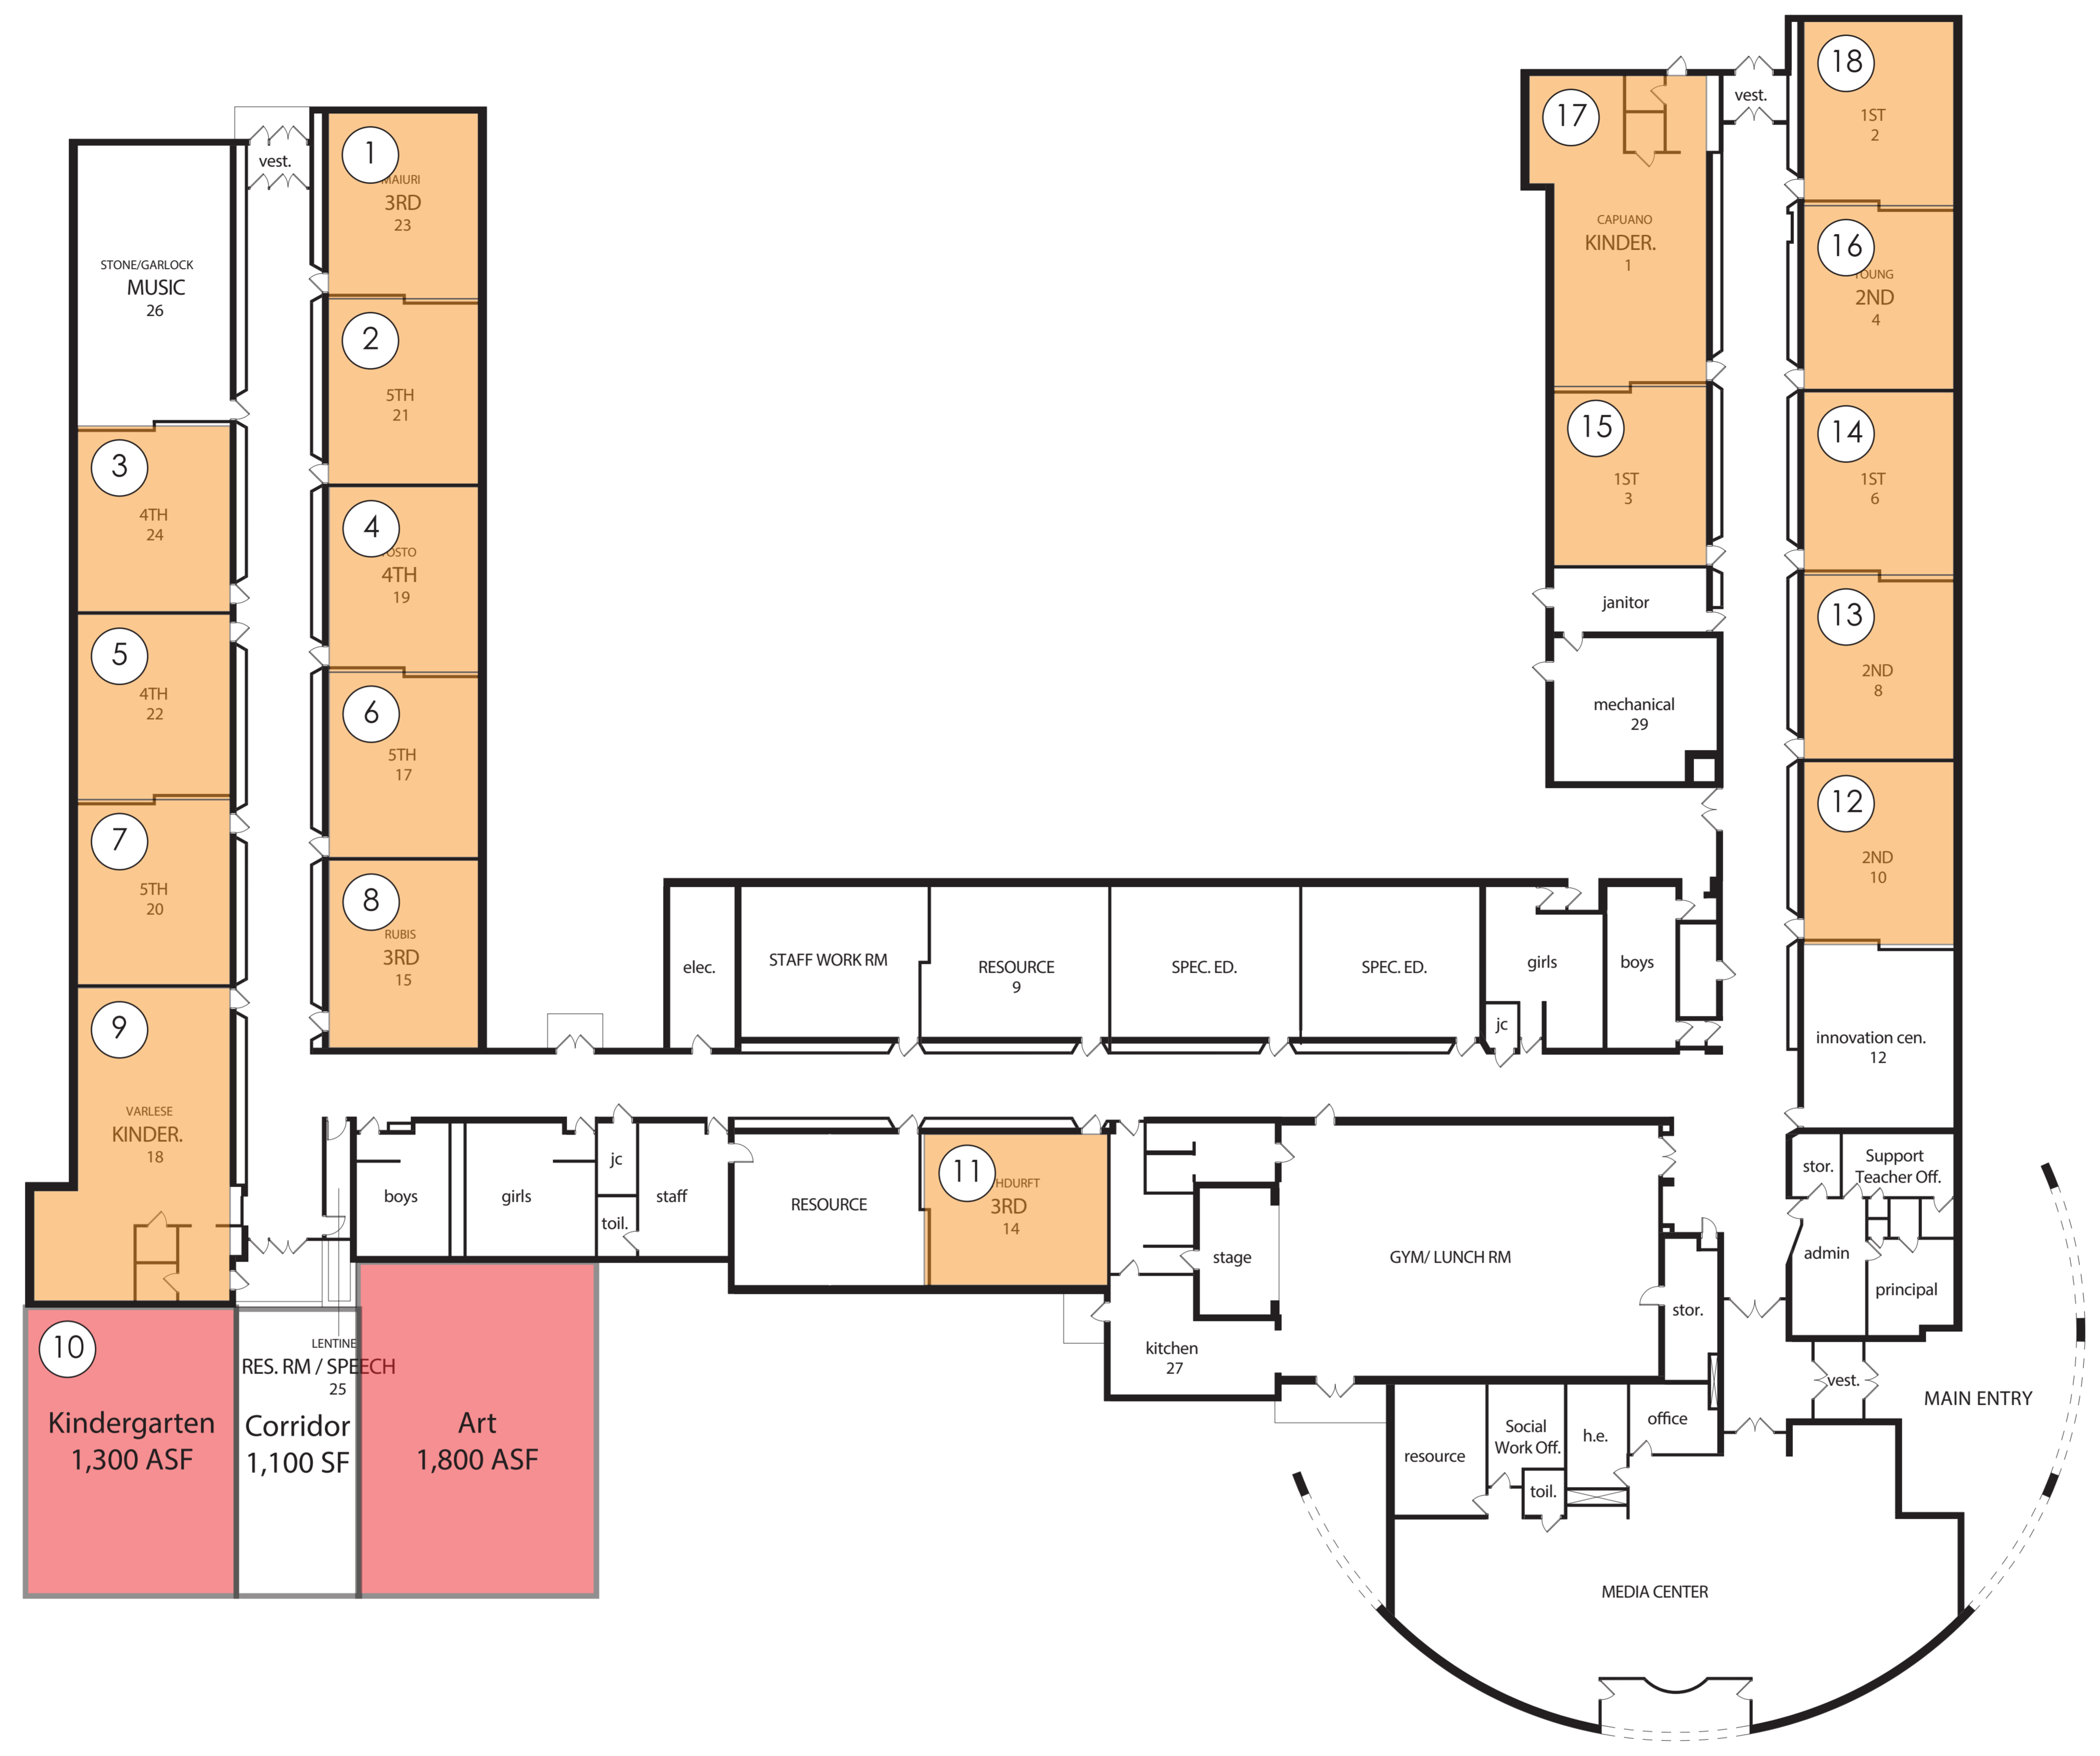 1
MAIURI
3RD
23
vest.
STONE/GARLOCK
MUSIC
26
2
5TH
21
3
4TH
24
4
4TH
19
5
4TH
22
6
5TH
17
7
5TH
20
8
RUBIS
3RD
15
9
VARLESE
KINDER.
18
10
Kindergarten
1,300 ASF
LENTINE
RES. RM / SPEECH
25
Corridor
1,100 SF
Art
1,800 ASF
boys
girls
jc
toil.
staff
RESOURCE
11
3RD
14
elec.
STAFF WORK RM
RESOURCE
9
SPEC. ED.
SPEC. ED.
girls
jc
boys
stage
kitchen
27
GYM/ LUNCH RM
stor.
17
CAPUANO
KINDER.
1
vest.
18
1ST
2
16
YOUNG
2ND
4
15
1ST
3
14
1ST
6
janitor
13
2ND
8
mechanical
29
12
2ND
10
innovation cen.
12
stor.
Support
Teacher Off.
admin
principal
vest.
MAIN ENTRY
resource
Social
Work Off.
toil.
h.e.
office
MEDIA CENTER